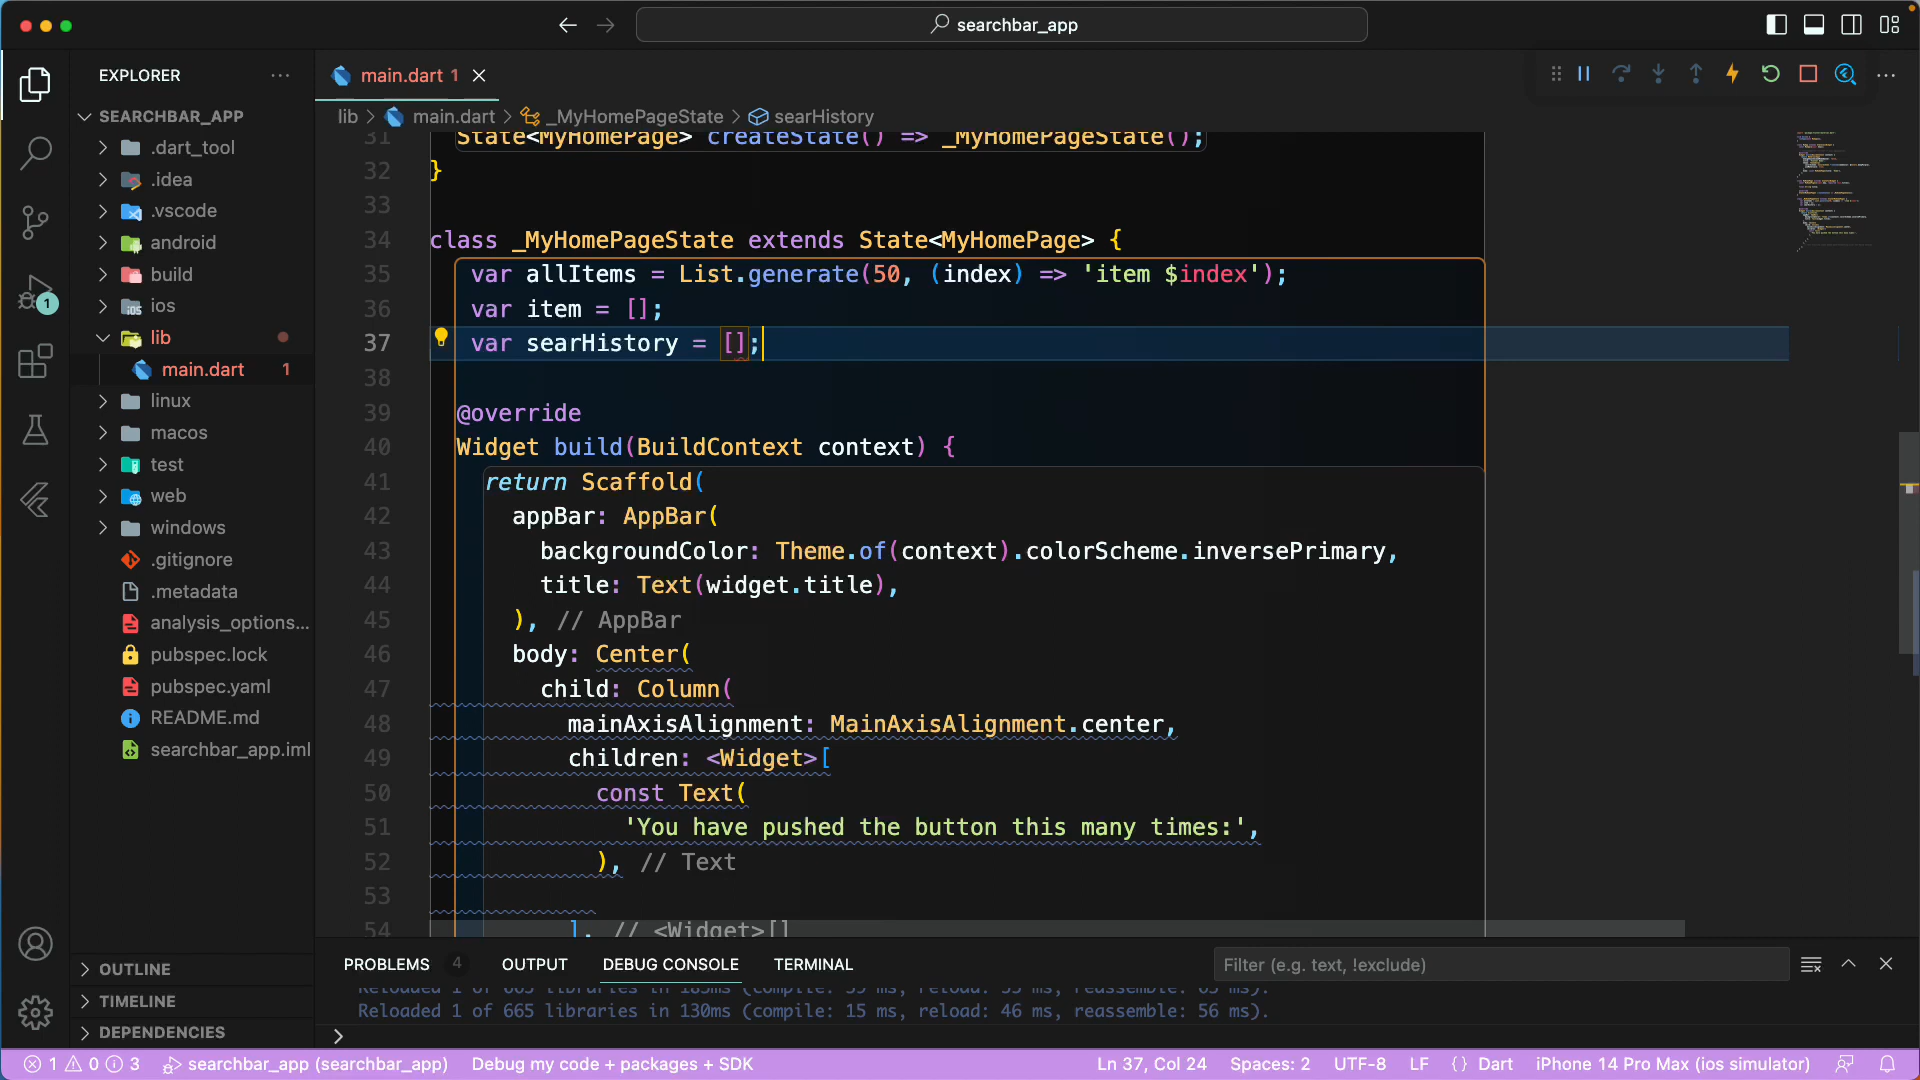 searchbar_app
EXPLORER
main.dart 1
SEARCHBAR_APP
lib > main.dart > _MyHomePageState > searHistory
.dart_tool
.idea
.vscode
android
build
ios
lib
main.dart 1
linux
macos
test
web
windows
.gitignore
.metadata
analysis_options...
pubspec.lock
pubspec.yaml
README.md
searchbar_app.iml
OUTLINE
TIMELINE
DEPENDENCIES
1
31 State<MyHomePage> createState() => _MyHomePageState();
32 }
33
34 class _MyHomePageState extends State<MyHomePage> {
35 var allItems = List.generate(50, (index) => 'item $index');
36 var item = [];
37 var searHistory = [];
38
39 @override
40 Widget build(BuildContext context) {
41 return Scaffold(
42 appBar: AppBar(
43 backgroundColor: Theme.of(context).colorScheme.inversePrimary,
44 title: Text(widget.title),
45 ), // AppBar
46 body: Center(
47 child: Column(
48 mainAxisAlignment: MainAxisAlignment.center,
49 children: <Widget>[
50 const Text(
51 'You have pushed the button this many times:',
52 ), // Text
53
54 ], // <Widget>[]
PROBLEMS 4 OUTPUT DEBUG CONSOLE TERMINAL
Filter (e.g. text, !exclude)
Reloaded 1 of 665 libraries in 130ms (compile: 15 ms, reload: 46 ms, reassemble: 56 ms).
1 0 3 searchbar_app (searchbar_app) Debug my code + packages + SDK Ln 37, Col 24 Spaces: 2 UTF-8 LF {} Dart iPhone 14 Pro Max (ios simulator)